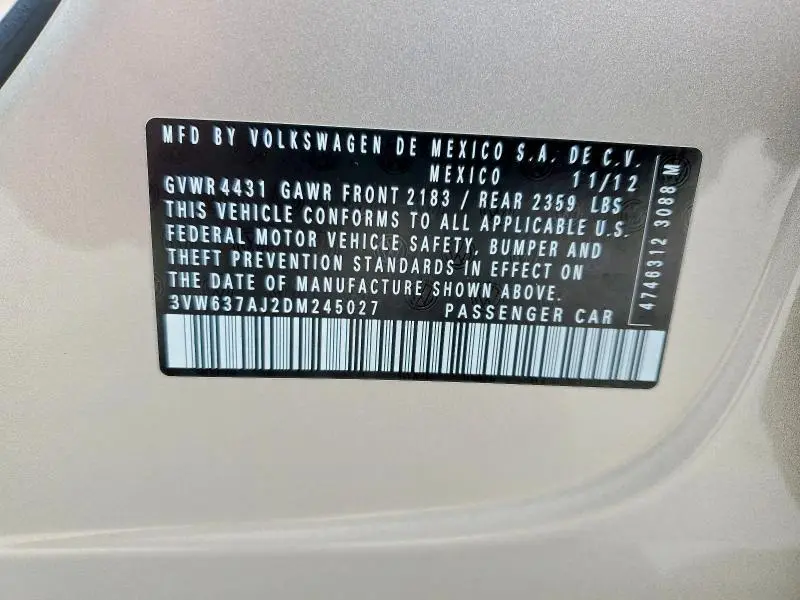 MFD BY VOLKSWAGEN DE MEXICO S.A. DE C.V.
MEXICO 11/12
GVWR 4431 GAWR FRONT 2183 / REAR 2359 LBS
THIS VEHICLE CONFORMS TO ALL APPLICABLE U.S.
FEDERAL MOTOR VEHICLE SAFETY, BUMPER AND
THEFT PREVENTION STANDARDS IN EFFECT ON
THE DATE OF MANUFACTURE SHOWN ABOVE.
3VW637AJ2DM245027 PASSENGER CAR
4746312 3088 M